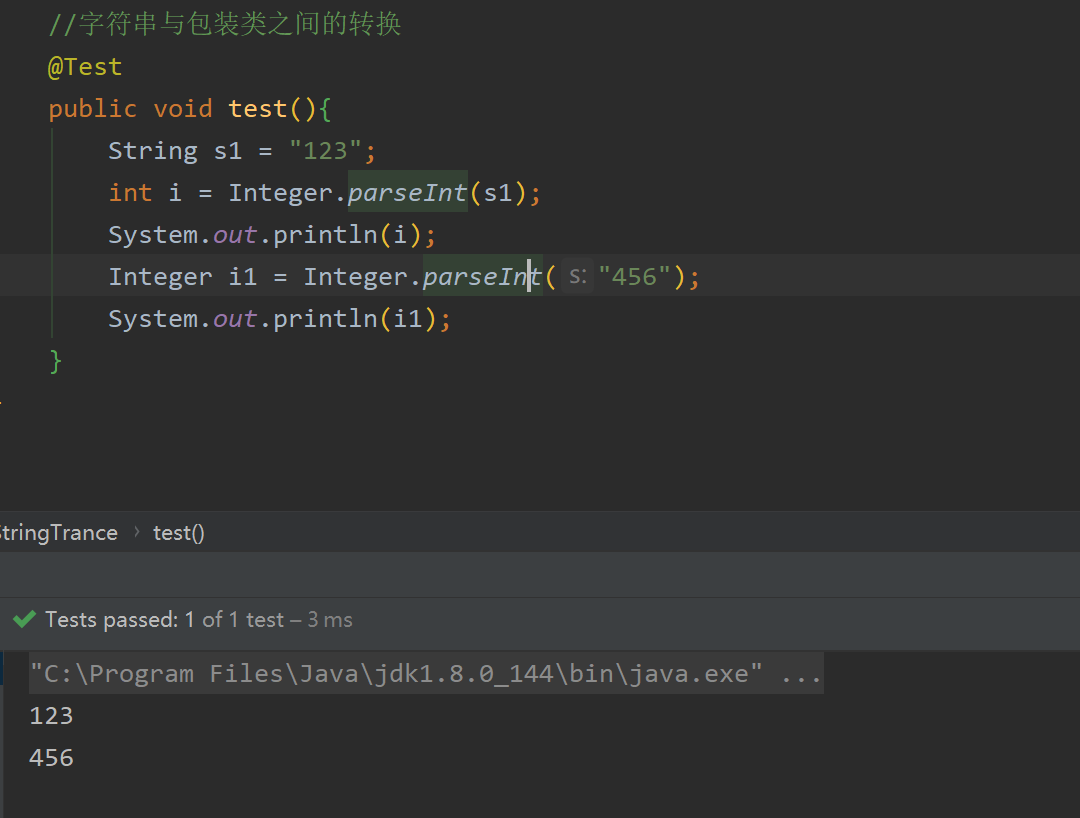 //字符串与包装类之间的转换
@Test
public void test(){
String s1 = "123";
int i = Integer.parseInt(s1);
System.out.println(i);
Integer i1 = Integer.parseInt( s: "456");
System.out.println(i1);
}
StringTrance › test()
Tests passed: 1 of 1 test – 3 ms
"C:\Program Files\Java\jdk1.8.0_144\bin\java.exe" ...
123
456